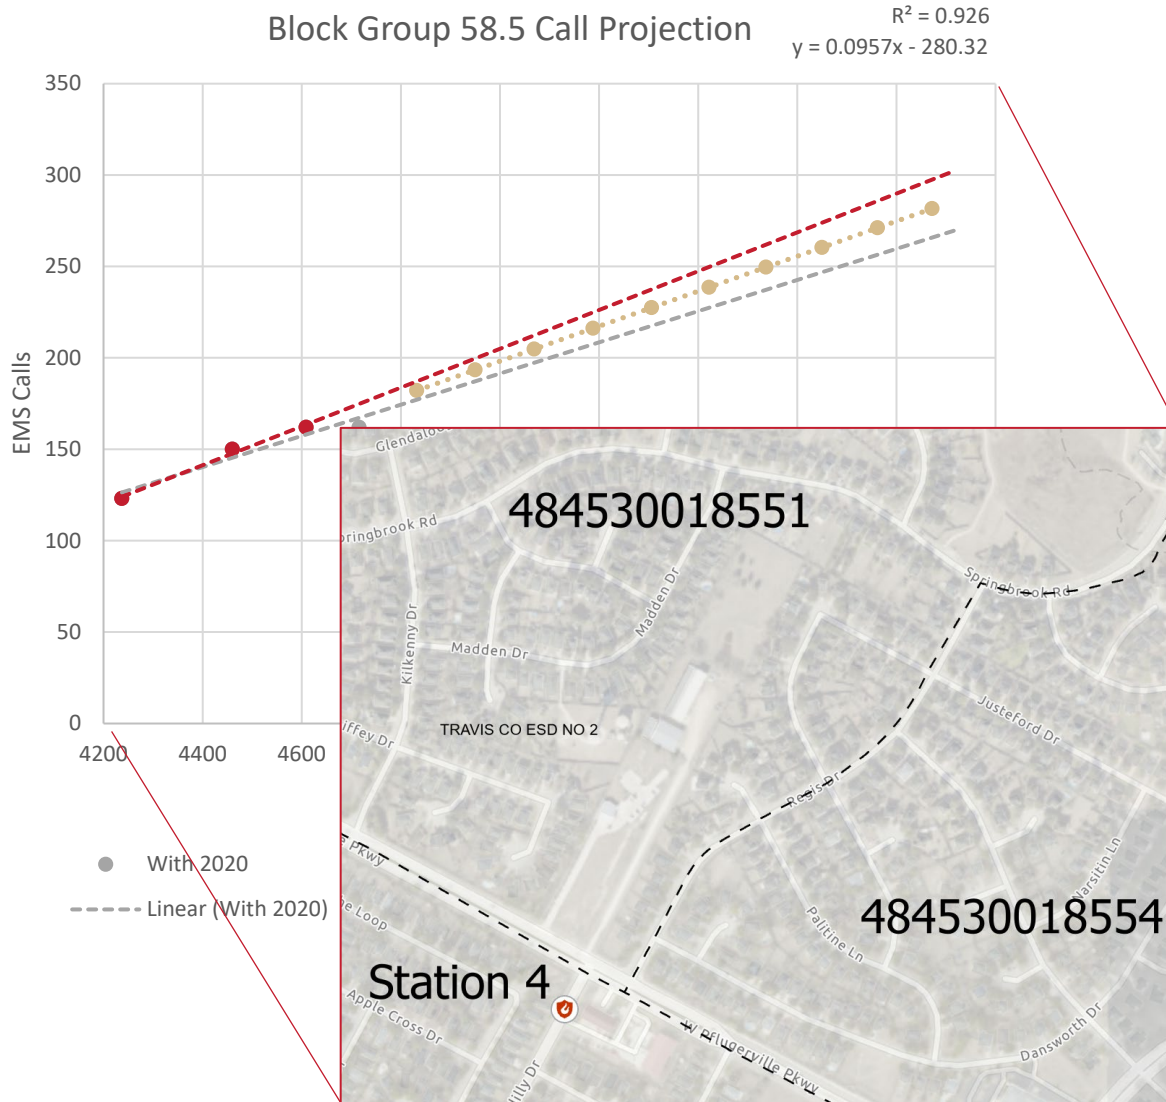 Block Group 58.5 Call Projection
R² = 0.926
y = 0.0957x - 280.32
350
300
250
200
150
100
50
0
EMS Calls
4200
4400
4600
With 2020
Linear (With 2020)
484530018551
Springbrook Rd
Madden Dr
Kilkenny Dr
Madden Dr
TRAVIS CO ESD NO 2
Springbrook Rd
Justeford Dr
Regis Dr
Palitine Ln
484530018554
Station 4
Apple Cross Dr
W Pflugerville Pkwy
Dansworth Dr
Pkwy
Loop